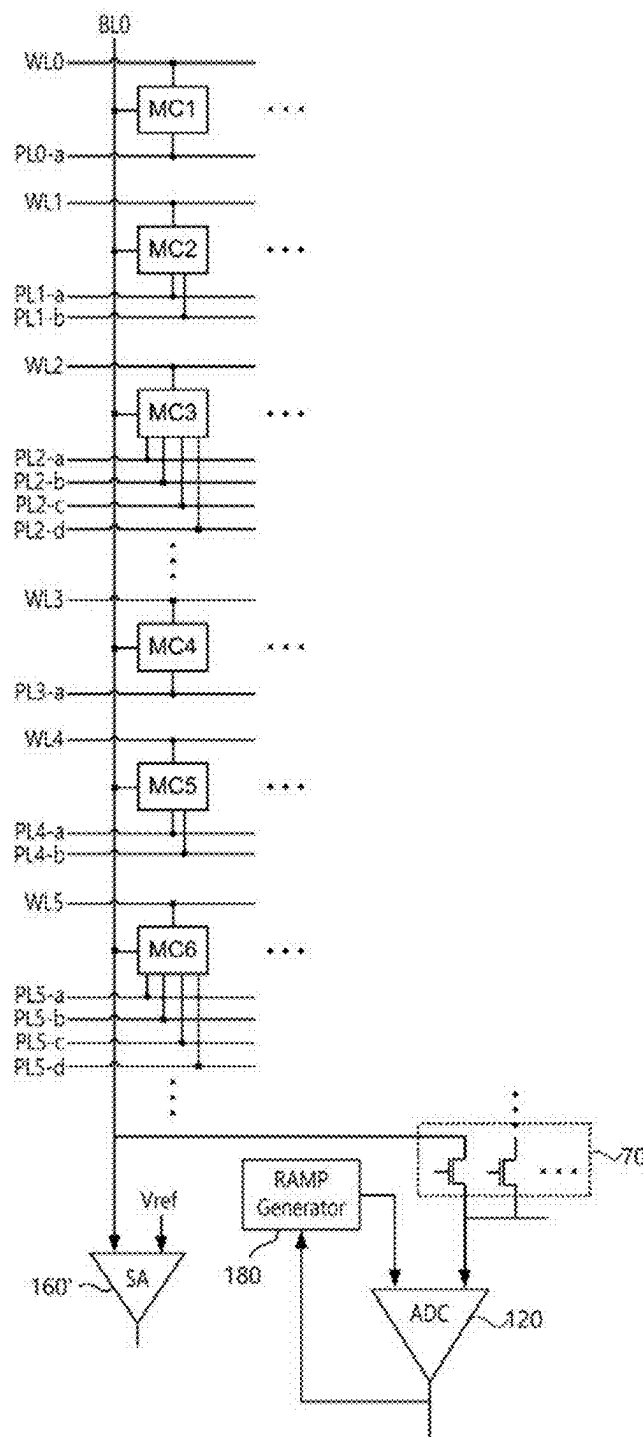 BL0
WL0
MC1
PL0-a
WL1
MC2
PL1-a
PL1-b
WL2
MC3
PL2-a
PL2-b
PL2-c
PL2-d
WL3
MC4
PL3-a
WL4
MC5
PL4-a
PL4-b
WL5
MC6
PL5-a
PL5-b
PL5-c
PL5-d
70
RAMP
Generator
Vref
180
160'
SA
ADC
120